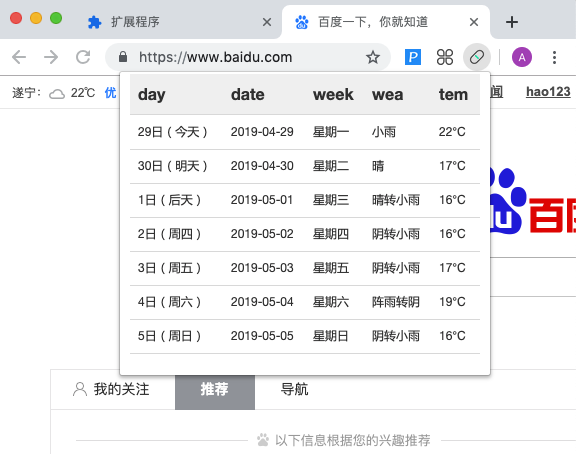 扩展程序
百度一下，你就知道
https://www.baidu.com
P
A
遂宁： 22℃ 优
闻 hao123
day date week wea tem
29日（今天） 2019-04-29 星期一 小雨 22°C
30日（明天） 2019-04-30 星期二 晴 17°C
1日（后天） 2019-05-01 星期三 晴转小雨 16°C
2日（周四） 2019-05-02 星期四 阴转小雨 16°C
3日（周五） 2019-05-03 星期五 阴转小雨 17°C
4日（周六） 2019-05-04 星期六 阵雨转阴 19°C
5日（周日） 2019-05-05 星期日 阴转小雨 16°C
du 百度
我的关注 推荐 导航
以下信息根据您的兴趣推荐